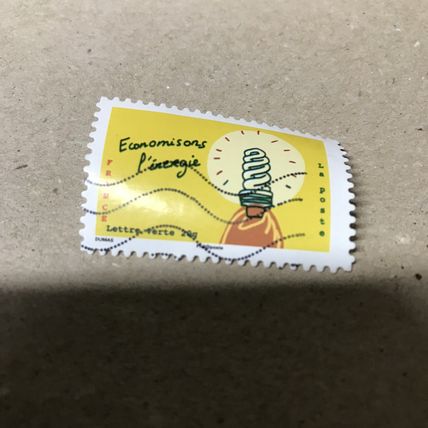 Economisons
l'énergie
FRANCE
La poste
Lettre verte 20g
DUMAS